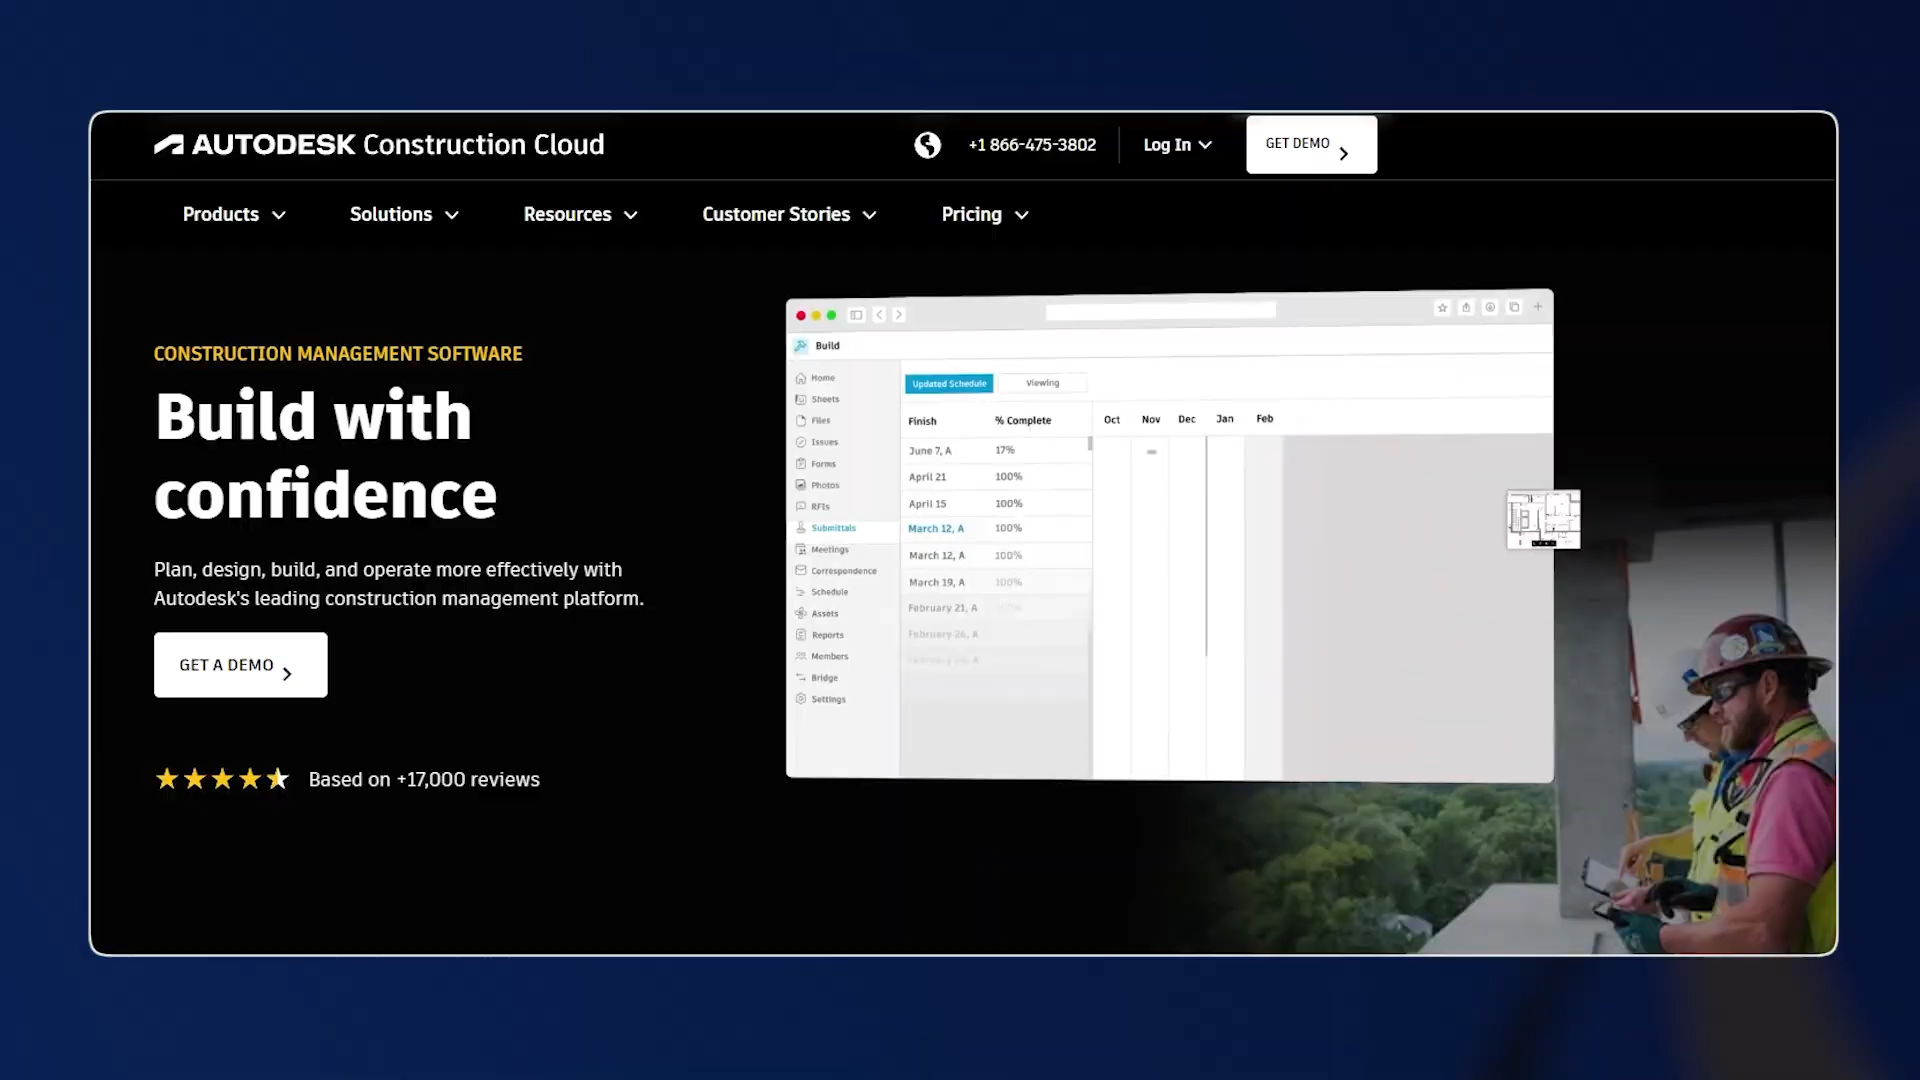 AUTODESK Construction Cloud
+1 866-475-3802
Log In
GET DEMO
Products
Solutions
Resources
Customer Stories
Pricing
CONSTRUCTION MANAGEMENT SOFTWARE
Build with
confidence
Plan, design, build, and operate more effectively with
Autodesk's leading construction management platform.
GET A DEMO
Based on +17,000 reviews
Build
Home
Sheets
Files
Issues
Forms
Photos
RFIs
Submittals
Meetings
Correspondence
Schedule
Assets
Reports
Members
Bridge
Settings
Updated Schedule
Viewing
Finish % Complete
Oct Nov Dec Jan Feb
June 7, A 17%
April 21 100%
April 15 100%
March 12, A 100%
March 12, A 100%
March 19, A 100%
February 21, A
February 26, A